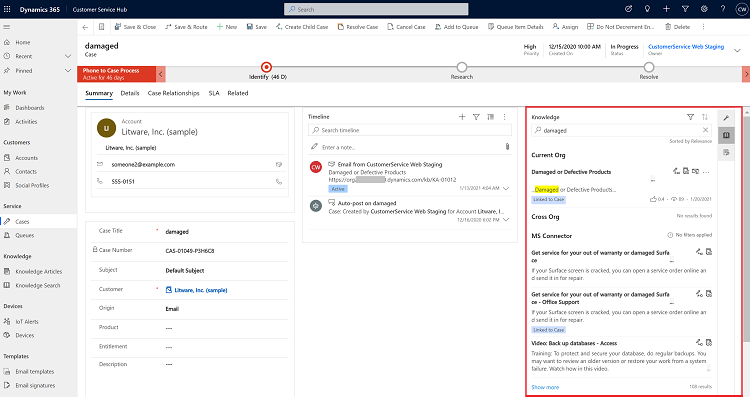 Dynamics 365
Customer Service Hub
Search
CW
Save & Close
Save & Route
New
Save
Create Child Case
Resolve Case
Cancel Case
Add to Queue
Queue Item Details
Assign
Do Not Decrement En...
Delete
Home
Recent
Pinned
My Work
Dashboards
Activities
Customers
Accounts
Contacts
Social Profiles
Service
Cases
Queues
Knowledge
Knowledge Articles
Knowledge Search
Devices
IoT Alerts
Devices
Templates
Email templates
Email signatures
damaged
Case
High
Priority
12/15/2020 10:00 AM
Created On
In Progress
Status
CustomerService Web Staging
Owner
Phone to Case Process
Active for 46 days
Identify (46 D)
Research
Resolve
Summary
Details
Case Relationships
SLA
Related
LI
Account
Litware, Inc. (sample)
Litware, Inc. (sample)
someone2@example.com
555-0151
Case Title * damaged
Case Number CAS-01049-P3H6C8
Subject Default Subject
Customer * Litware, Inc. (sample)
Origin Email
Product ---
Entitlement ---
Description ---
Timeline
Search timeline
Enter a note...
CW
Email from CustomerService Web Staging
Damaged or Defective Products
https://org .dynamics.com/kb/KA-01012
Active
1/13/2021 4:04 AM
Auto-post on damaged
Case: Created by CustomerService Web Staging for Account Litware, I...
12/16/2020 6:02 PM
Knowledge
damaged
Sorted by Relevance
Current Org
Damaged or Defective Products
...
...Damaged or Defective Products...
Linked to Case
0.4
89
1/20/2021
Cross Org
No results found
MS Connector
No filters applied
Get service for your out of warranty or damaged Surfa
ce ...
If your Surface screen is cracked, you can open a service order online an
d send it in for repair.
Get service for your out of warranty or damaged Surfa
ce - Office Support ...
If your Surface screen is cracked, you can open a service order online an
d send it in for repair.
Linked to Case
Video: Back up databases - Access
Training: To protect and secure your database, do regular backups. You
may want to review an older version or restore your work from a system
failure. Watch how in this video.
Show more
108 results